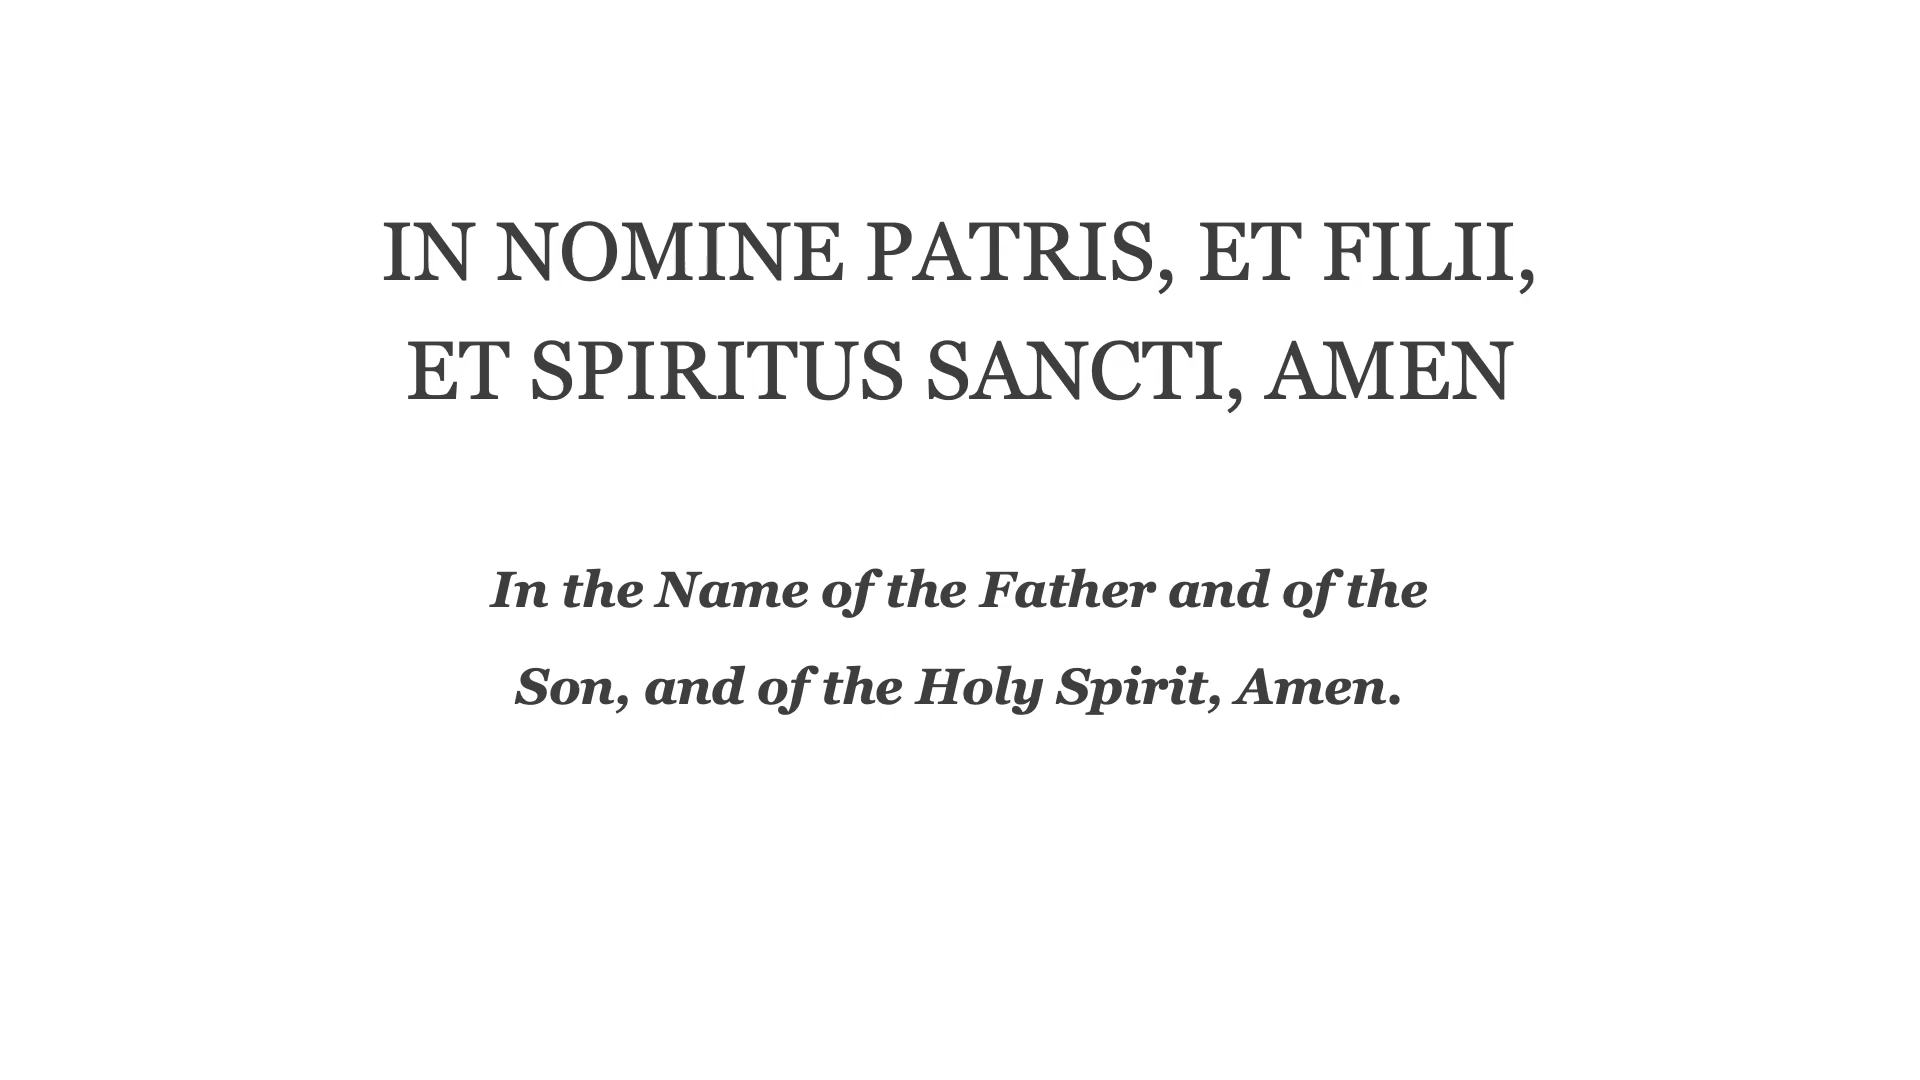 IN NOMINE PATRIS, ET FILII,
ET SPIRITUS SANCTI, AMEN
In the Name of the Father and of the
Son, and of the Holy Spirit, Amen.